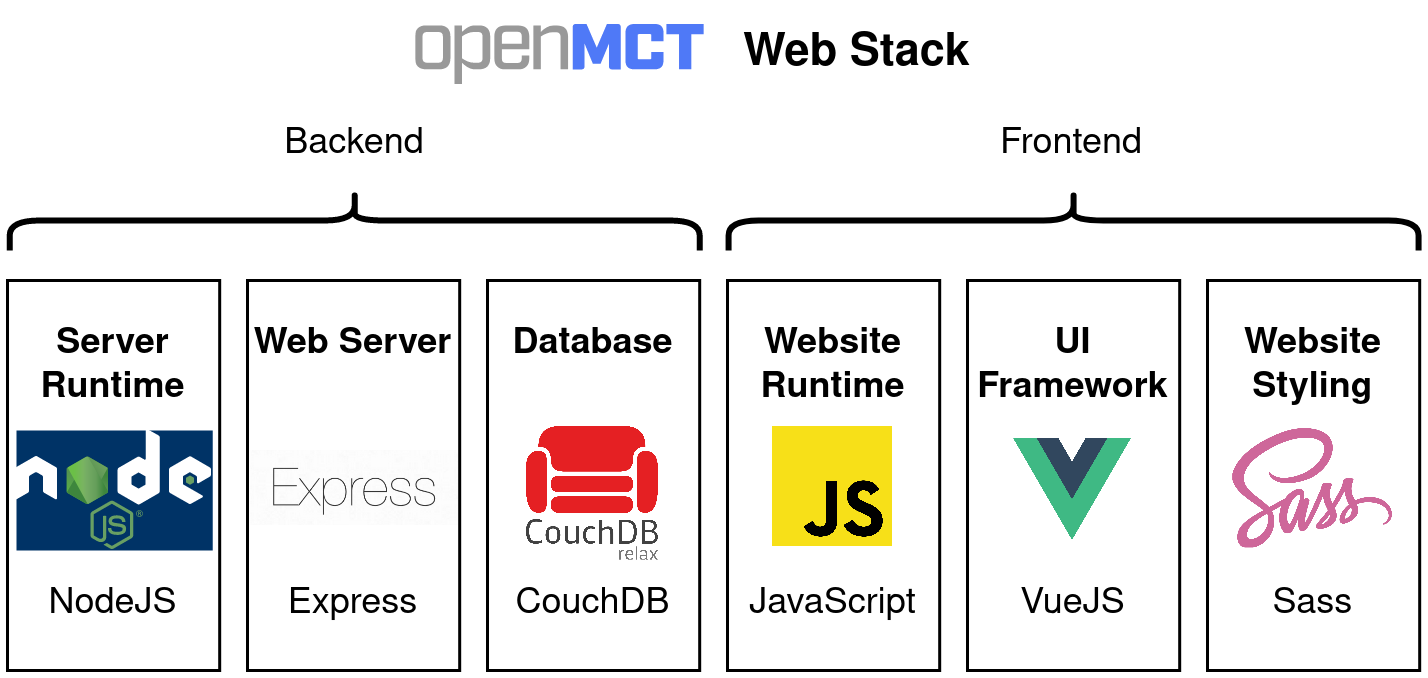 openMCT Web Stack
Backend
Frontend
Server
Runtime
node
JS
®
NodeJS
Web Server
Express
Express
Database
CouchDB
relax
CouchDB
Website
Runtime
JS
JavaScript
UI
Framework
VueJS
Website
Styling
Sass
Sass